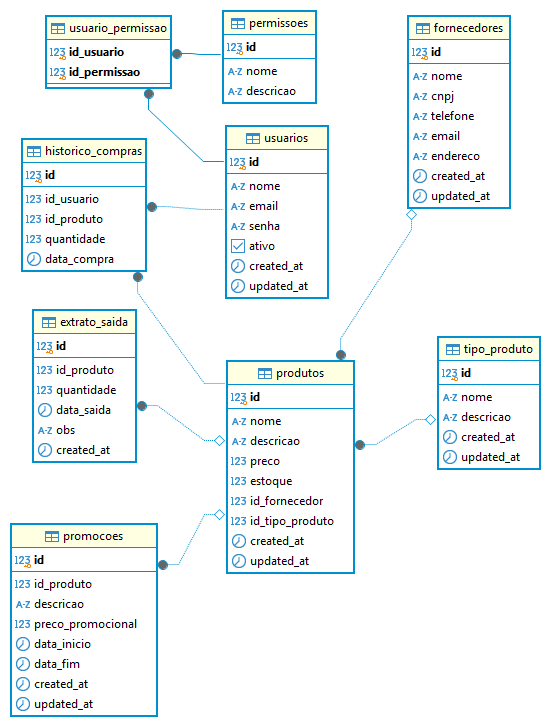 usuario_permissao
123 id_usuario
123 id_permissao
permissoes
123 id
A-Z nome
A-Z descricao
fornecedores
123 id
A-Z nome
A-Z cnpj
A-Z telefone
A-Z email
A-Z endereco
created_at
updated_at
historico_compras
123 id
123 id_usuario
123 id_produto
123 quantidade
data_compra
usuarios
123 id
A-Z nome
A-Z email
A-Z senha
ativo
created_at
updated_at
extrato_saida
123 id
123 id_produto
123 quantidade
data_saida
A-Z obs
created_at
produtos
123 id
A-Z nome
A-Z descricao
123 preco
123 estoque
123 id_fornecedor
123 id_tipo_produto
created_at
updated_at
tipo_produto
123 id
A-Z nome
A-Z descricao
created_at
updated_at
promocoes
123 id
123 id_produto
A-Z descricao
123 preco_promocional
data_inicio
data_fim
created_at
updated_at